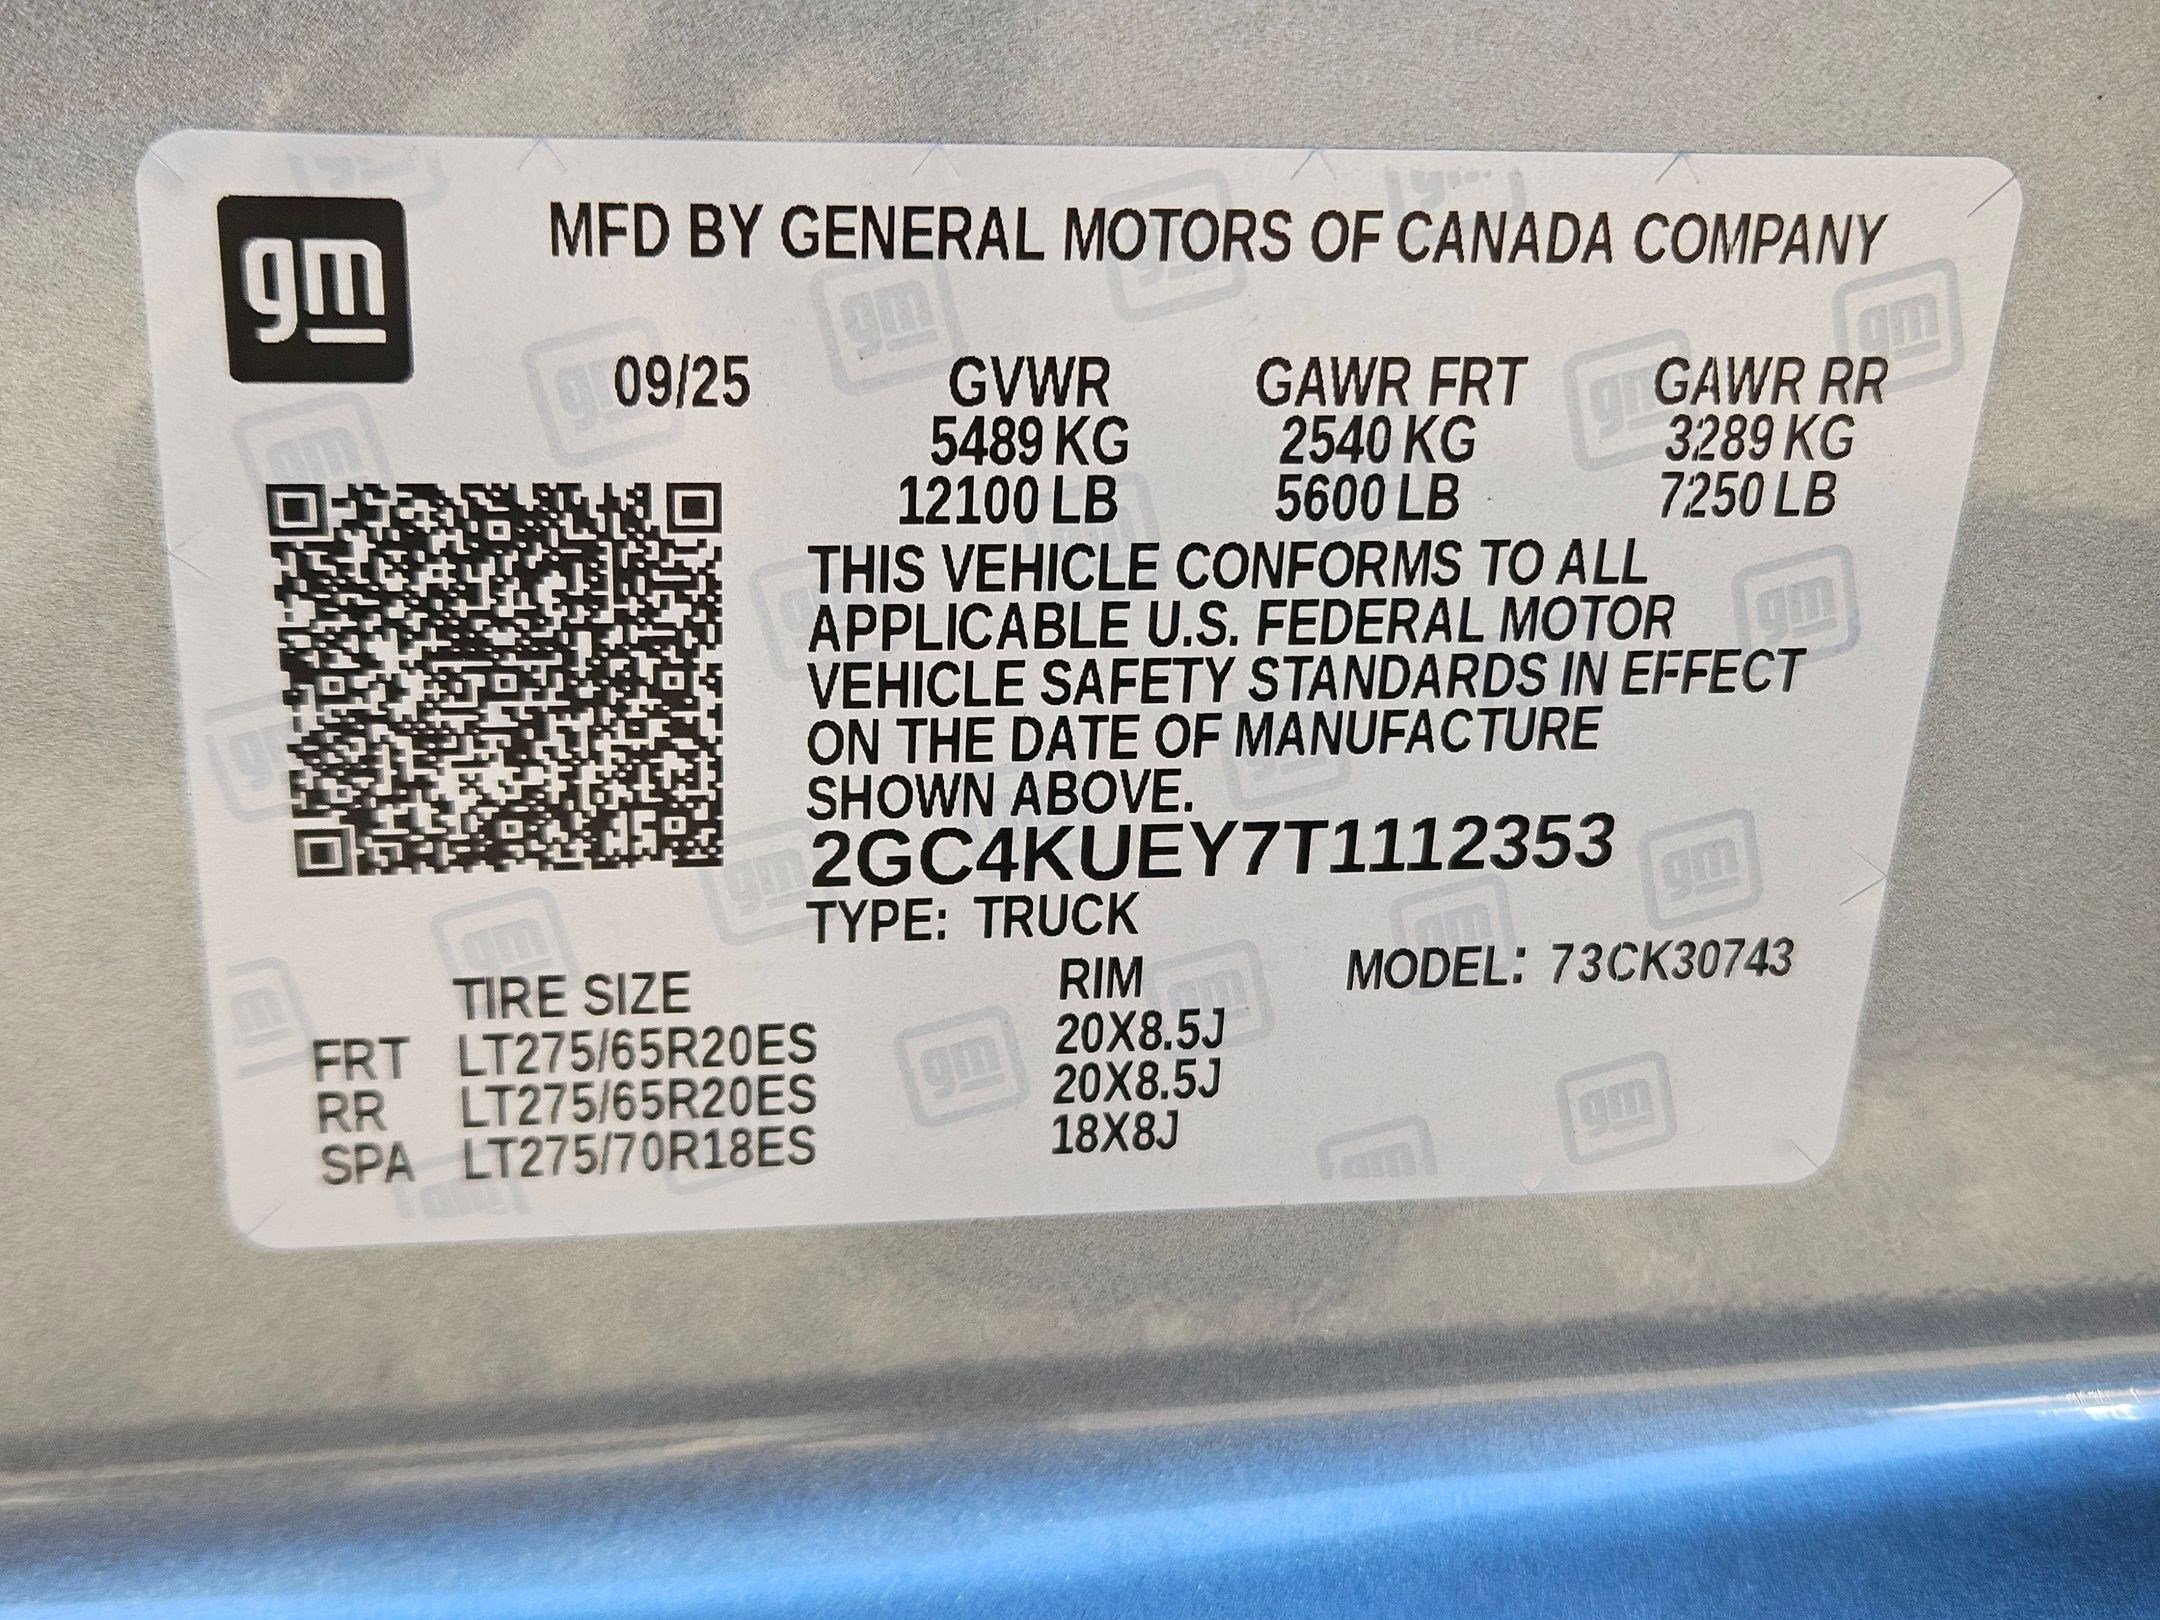 gm
MFD BY GENERAL MOTORS OF CANADA COMPANY
09/25 GVWR GAWR FRT GAWR RR
5489 KG 2540 KG 3289 KG
12100 LB 5600 LB 7250 LB
THIS VEHICLE CONFORMS TO ALL
APPLICABLE U.S. FEDERAL MOTOR
VEHICLE SAFETY STANDARDS IN EFFECT
ON THE DATE OF MANUFACTURE
SHOWN ABOVE.
2GC4KUEY7T1112353
TYPE: TRUCK
TIRE SIZE RIM MODEL: 73CK30743
FRT LT275/65R20ES 20X8.5J
RR LT275/65R20ES 20X8.5J
SPA LT275/70R18ES 18X8J